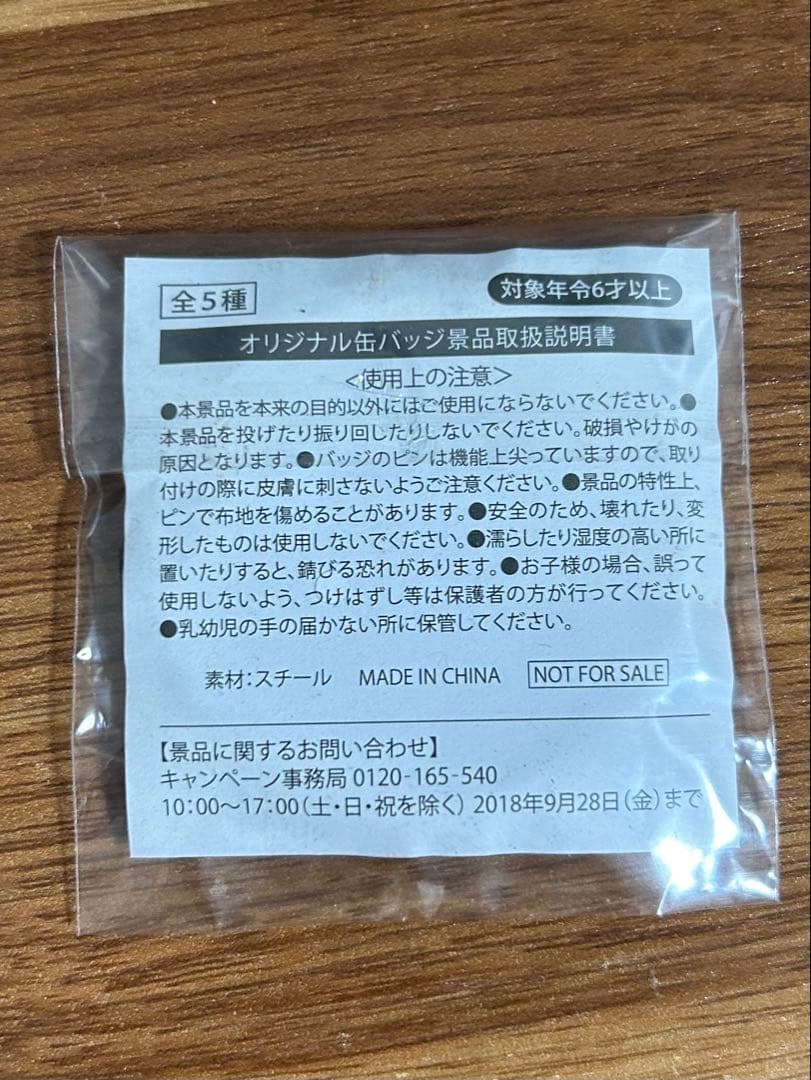 全5種
対象年令6才以上
オリジナル缶バッジ景品取扱説明書
<使用上の注意>
●本景品を本来の目的以外にはご使用にならないでください。●
本景品を投げたり振り回したりしないでください。破損やけがの
原因となります。●バッジのピンは機能上尖っていますので、取り
付けの際に皮膚に刺さないようご注意ください。●景品の特性上、
ピンで布地を傷めることがあります。●安全のため、壊れたり、変
形したものは使用しないでください。●濡らしたり湿度の高い所に
置いたりすると、錆びる恐れがあります。●お子様の場合、誤って
使用しないよう、つけはずし等は保護者の方が行ってください。
●乳幼児の手の届かない所に保管してください。
素材：スチール MADE IN CHINA NOT FOR SALE
【景品に関するお問い合わせ】
キャンペーン事務局 0120-165-540
10：00〜17：00（土・日・祝を除く） 2018年9月28日（金）まで